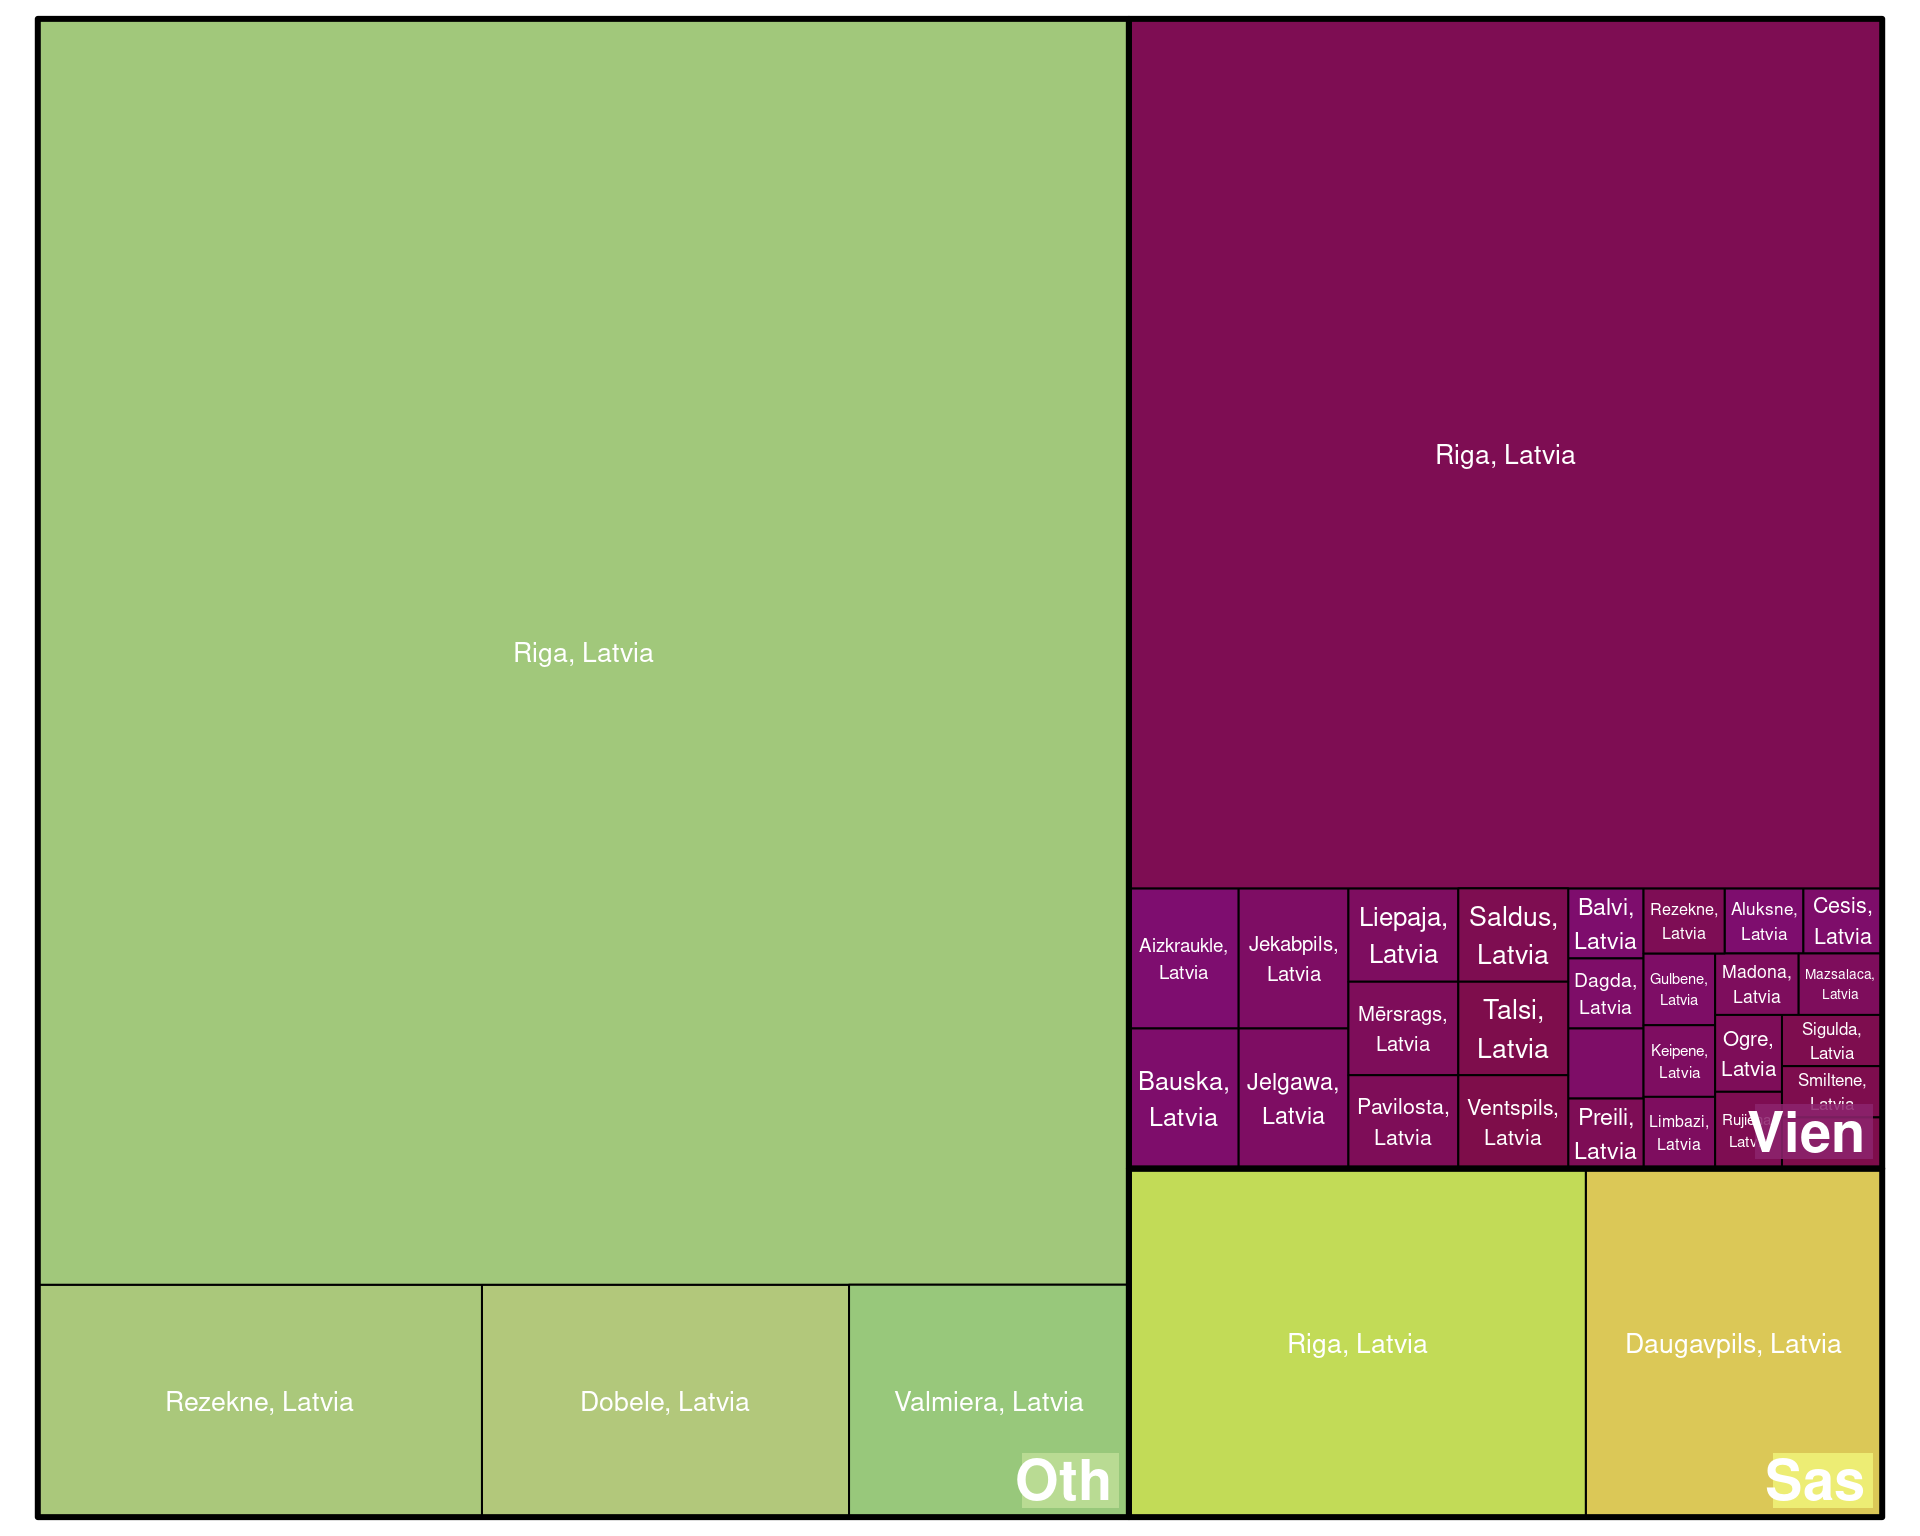 Riga, Latvia
Rezekne, Latvia
Dobele, Latvia
Valmiera, Latvia
Oth
Riga, Latvia
Aizkraukle,
Latvia
Bauska,
Latvia
Jekabpils,
Latvia
Jelgawa,
Latvia
Liepaja,
Latvia
Mērsrags,
Latvia
Pavilosta,
Latvia
Saldus,
Latvia
Talsi,
Latvia
Ventspils,
Latvia
Balvi,
Latvia
Dagda,
Latvia
Preili,
Latvia
Rezekne,
Latvia
Aluksne,
Latvia
Cesis,
Latvia
Gulbene,
Latvia
Keipene,
Latvia
Limbazi,
Latvia
Madona,
Latvia
Mazsalaca,
Latvia
Ogre,
Latvia
Sigulda,
Latvia
Smiltene,
Latvia
Vien
Riga, Latvia
Daugavpils, Latvia
Sas